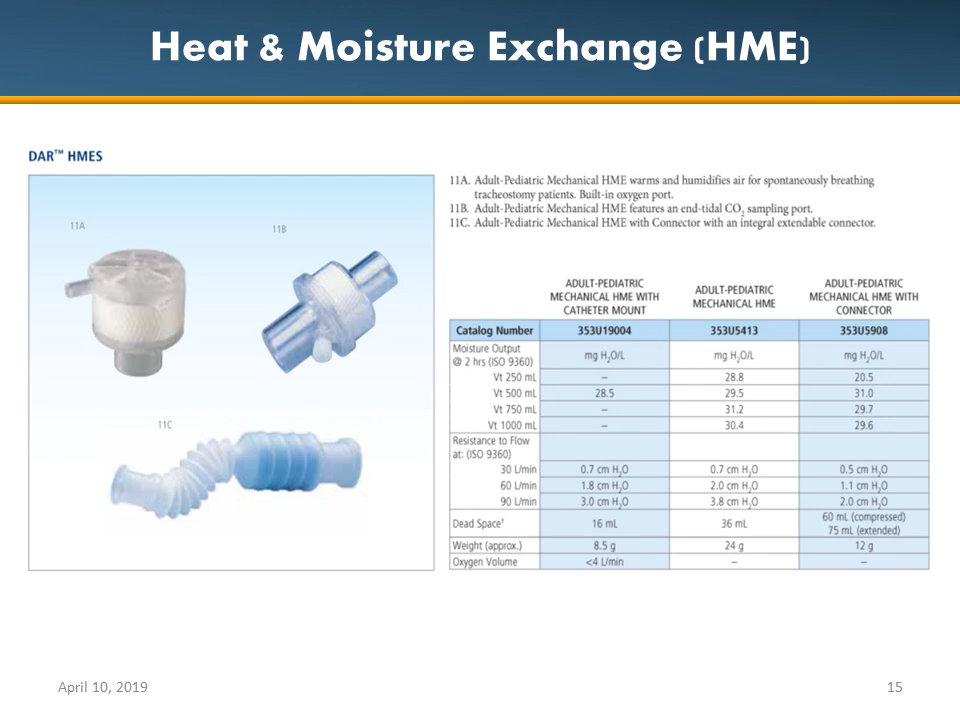 Heat & Moisture Exchange (HME)
DAR™ HMES
11A
11B
11C
11A. Adult-Pediatric Mechanical HME warms and humidifies air for spontaneously breathing
tracheostomy patients. Built-in oxygen port.
11B. Adult-Pediatric Mechanical HME features an end-tidal CO₂ sampling port.
11C. Adult-Pediatric Mechanical HME with Connector with an integral extendable connector.
ADULT-PEDIATRIC MECHANICAL HME WITH CATHETER MOUNT ADULT-PEDIATRIC MECHANICAL HME ADULT-PEDIATRIC MECHANICAL HME WITH CONNECTOR
Catalog Number 353U19004 353U5413 353U5908
Moisture Output @ 2 hrs (ISO 9360) mg H₂O/L mg H₂O/L mg H₂O/L
Vt 250 mL – 28.8 20.5
Vt 500 mL 28.5 29.5 31.0
Vt 750 mL – 31.2 29.7
Vt 1000 mL – 30.4 29.6
Resistance to Flow at: (ISO 9360)
30 L/min 0.7 cm H₂O 0.7 cm H₂O 0.5 cm H₂O
60 L/min 1.8 cm H₂O 2.0 cm H₂O 1.1 cm H₂O
90 L/min 3.0 cm H₂O 3.8 cm H₂O 2.0 cm H₂O
Dead Space† 16 mL 36 mL 60 mL (compressed) 75 mL (extended)
Weight (approx.) 8.5 g 24 g 12 g
Oxygen Volume <4 L/min – –
April 10, 2019
15